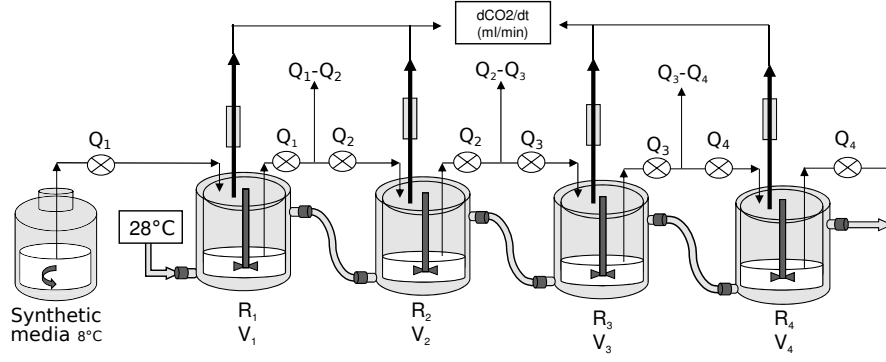 dCO2/dt
(ml/min)
Q1-Q2
Q2-Q3
Q3-Q4
Q1
Q1
Q2
Q2
Q3
Q3
Q4
Q4
28°C
Synthetic
media 8°C
R1
V1
R2
V2
R3
V3
R4
V4